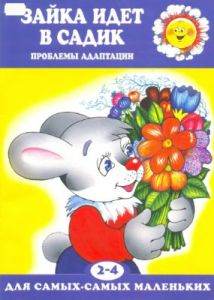 ЗАЙКА ИДЕТ
В САДИК
ПРОБЛЕМЫ АДАПТАЦИИ
2-4
ДЛЯ САМЫХ-САМЫХ МАЛЕНЬКИХ